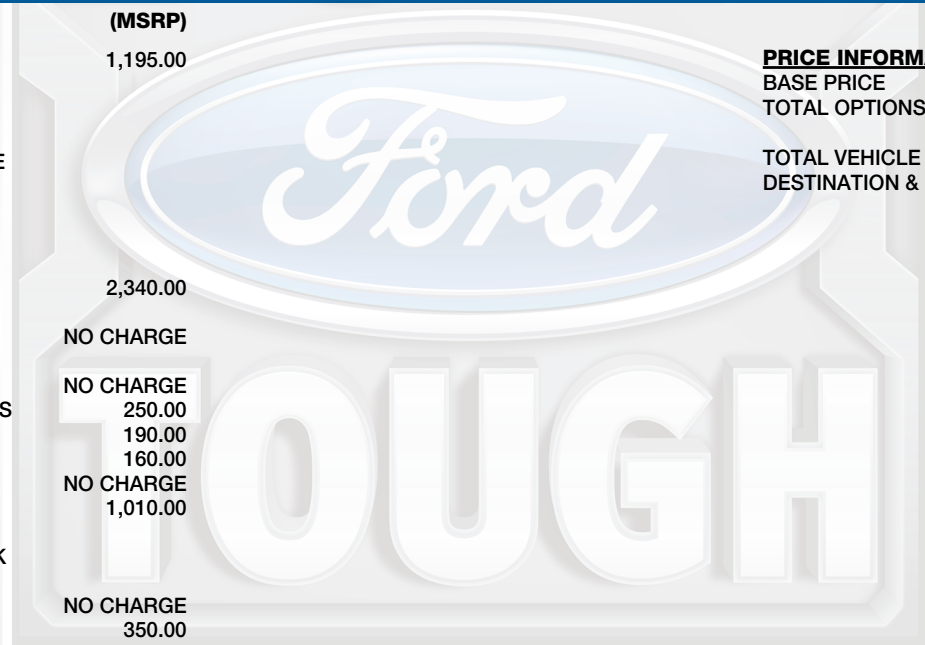 (MSRP)
1,195.00
E
2,340.00
NO CHARGE
NO CHARGE
S 250.00
190.00
160.00
NO CHARGE
1,010.00
K
NO CHARGE
350.00
PRICE INFORMA
BASE PRICE
TOTAL OPTIONS
TOTAL VEHICLE
DESTINATION &
Ford
TOUGH